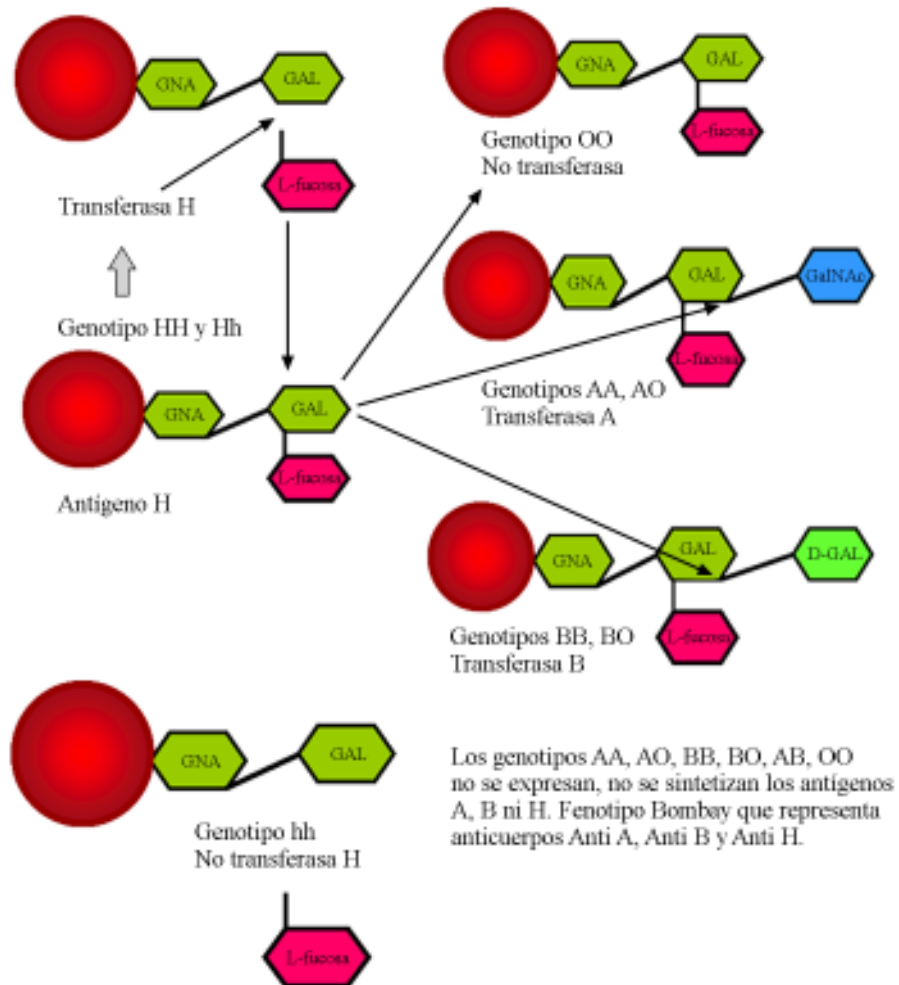 GNA
GAL
L-fucosa
Transferasa H
Genotipo HH y Hh
GNA
GAL
L-fucosa
Antígeno H
GNA
GAL
L-fucosa
Genotipo OO
No transferasa
GNA
GAL
GalNAc
L-fucosa
Genotipos AA, AO
Transferasa A
GNA
GAL
D-GAL
L-fucosa
Genotipos BB, BO
Transferasa B
GNA
GAL
Genotipo hh
No transferasa H
L-fucosa
Los genotipos AA, AO, BB, BO, AB, OO
no se expresan, no se sintetizan los antígenos
A, B ni H. Fenotipo Bombay que representa
anticuerpos Anti A, Anti B y Anti H.